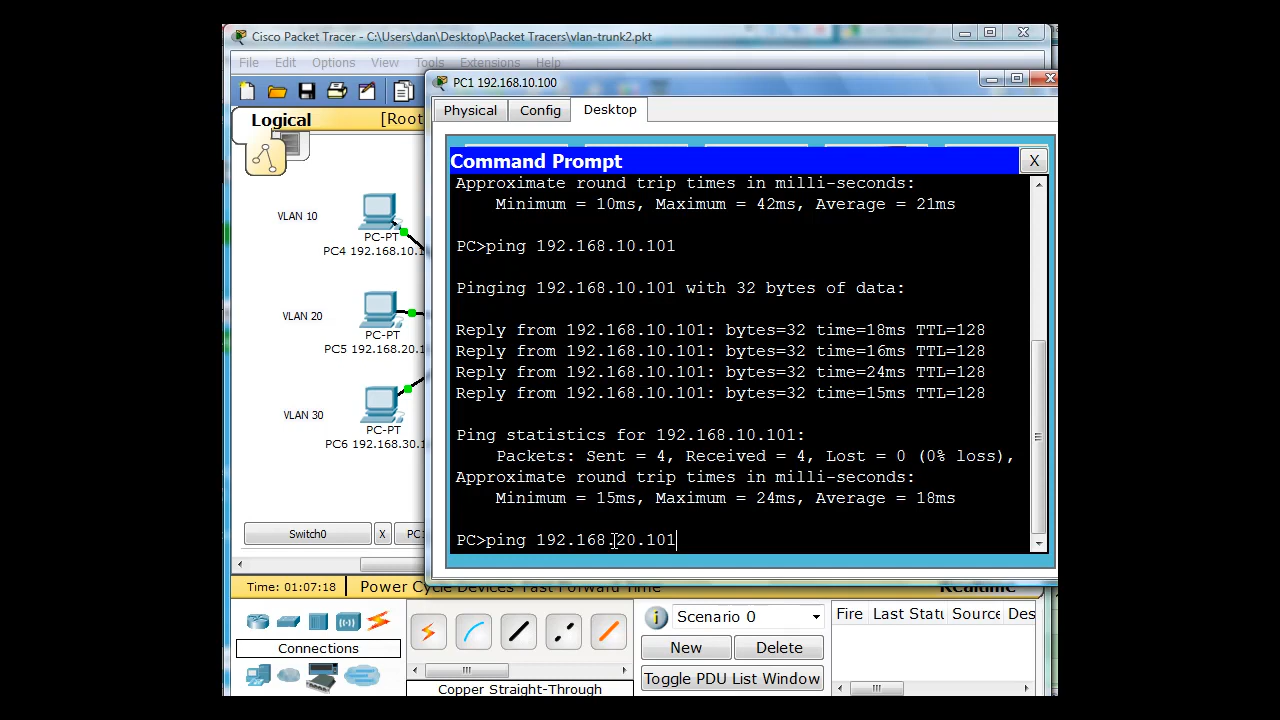 Cisco Packet Tracer - C:\Users\dan\Desktop\Packet Tracers\vlan-trunk2.pkt
File Edit Options View Tools Extensions Help
PC1 192.168.10.100
Physical Config Desktop
Logical
[Root
Command Prompt
X
Approximate round trip times in milli-seconds:
Minimum = 10ms, Maximum = 42ms, Average = 21ms
PC>ping 192.168.10.101
Pinging 192.168.10.101 with 32 bytes of data:
Reply from 192.168.10.101: bytes=32 time=18ms TTL=128
Reply from 192.168.10.101: bytes=32 time=16ms TTL=128
Reply from 192.168.10.101: bytes=32 time=24ms TTL=128
Reply from 192.168.10.101: bytes=32 time=15ms TTL=128
Ping statistics for 192.168.10.101:
Packets: Sent = 4, Received = 4, Lost = 0 (0% loss),
Approximate round trip times in milli-seconds:
Minimum = 15ms, Maximum = 24ms, Average = 18ms
PC>ping 192.168.20.101
VLAN 10
PC-PT
PC4 192.168.10.1
VLAN 20
PC-PT
PC5 192.168.20.1
VLAN 30
PC-PT
PC6 192.168.30.1
Switch0 X PC1
Time: 01:07:18 Power Cycle Devices Fast Forward Time Realtime
Connections
Copper Straight-Through
Scenario 0
New Delete
Toggle PDU List Window
Fire Last Statu Source Des